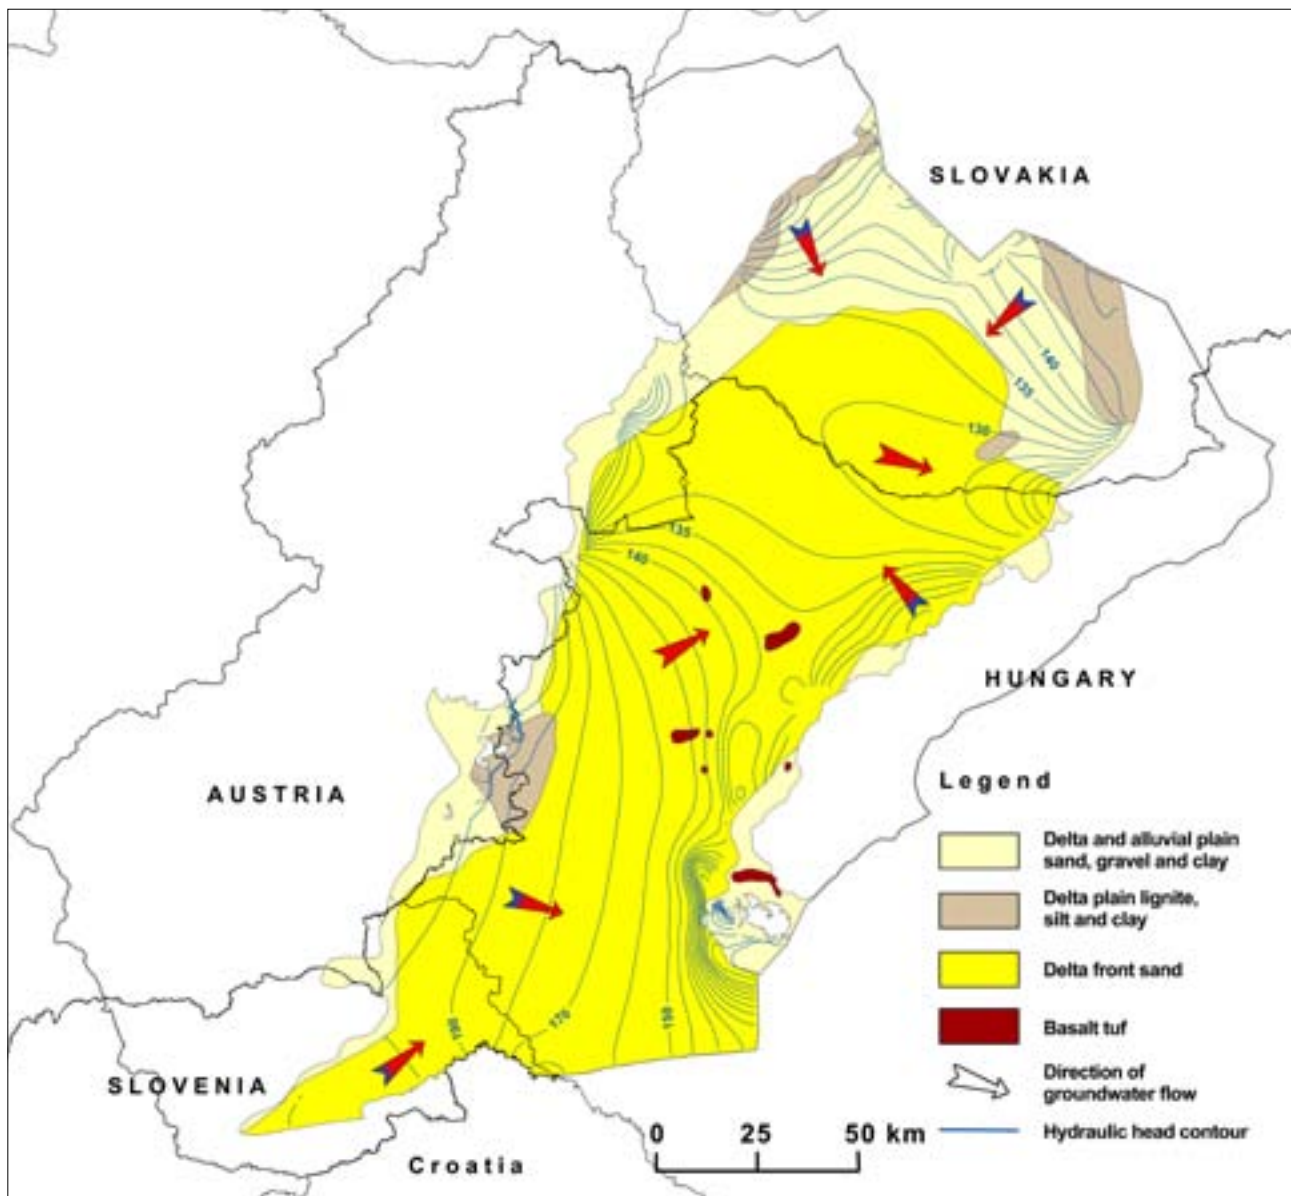 SLOVAKIA
140
135
130
135
140
HUNGARY
AUSTRIA
170
SLOVENIA
Croatia
Legend
Delta and alluvial plain
sand, gravel and clay
Delta plain lignite,
silt and clay
Delta front sand
Basalt tuf
Direction of
groundwater flow
Hydraulic head contour
0 25 50 km